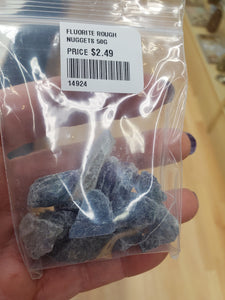 FLUORITE ROUGH
NUGGETS 50G
PRICE $2.49
14924